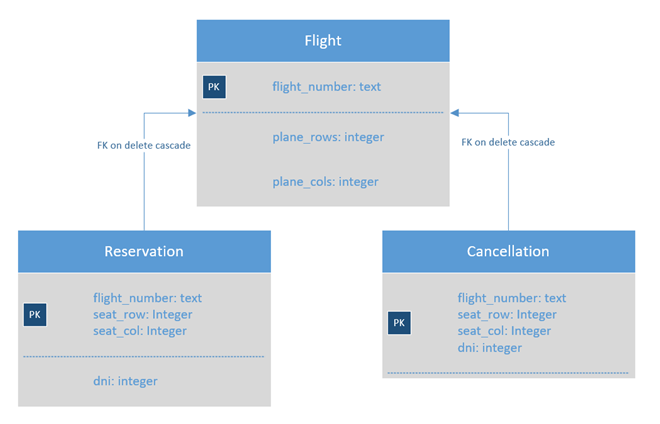 Flight
PK
flight_number: text
plane_rows: integer
plane_cols: integer
FK on delete cascade
FK on delete cascade
Reservation
PK
flight_number: text
seat_row: Integer
seat_col: Integer
dni: integer
Cancellation
PK
flight_number: text
seat_row: Integer
seat_col: Integer
dni: integer